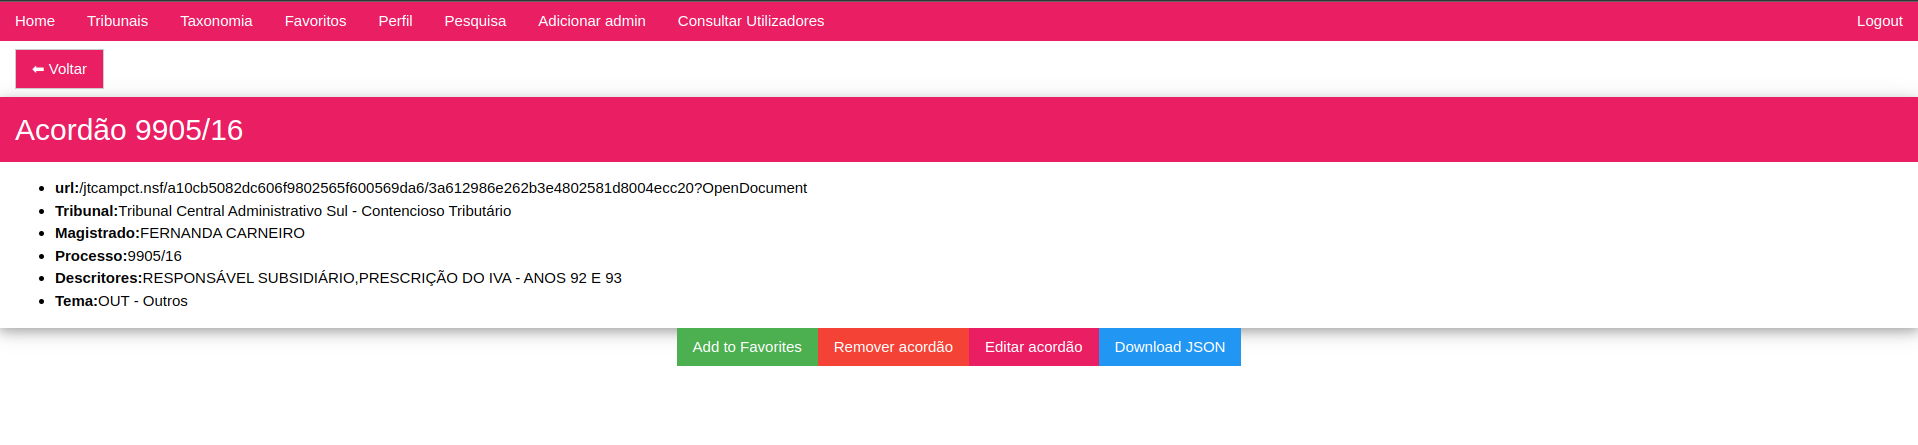 Home Tribunais Taxonomia Favoritos Perfil Pesquisa Adicionar admin Consultar Utilizadores Logout
⬅ Voltar
Acordão 9905/16
url:/jtcampct.nsf/a10cb5082dc606f9802565f600569da6/3a612986e262b3e4802581d8004ecc20?OpenDocument
Tribunal:Tribunal Central Administrativo Sul - Contencioso Tributário
Magistrado:FERNANDA CARNEIRO
Processo:9905/16
Descritores:RESPONSÁVEL SUBSIDIÁRIO,PRESCRIÇÃO DO IVA - ANOS 92 E 93
Tema:OUT - Outros
Add to Favorites Remover acordão Editar acordão Download JSON